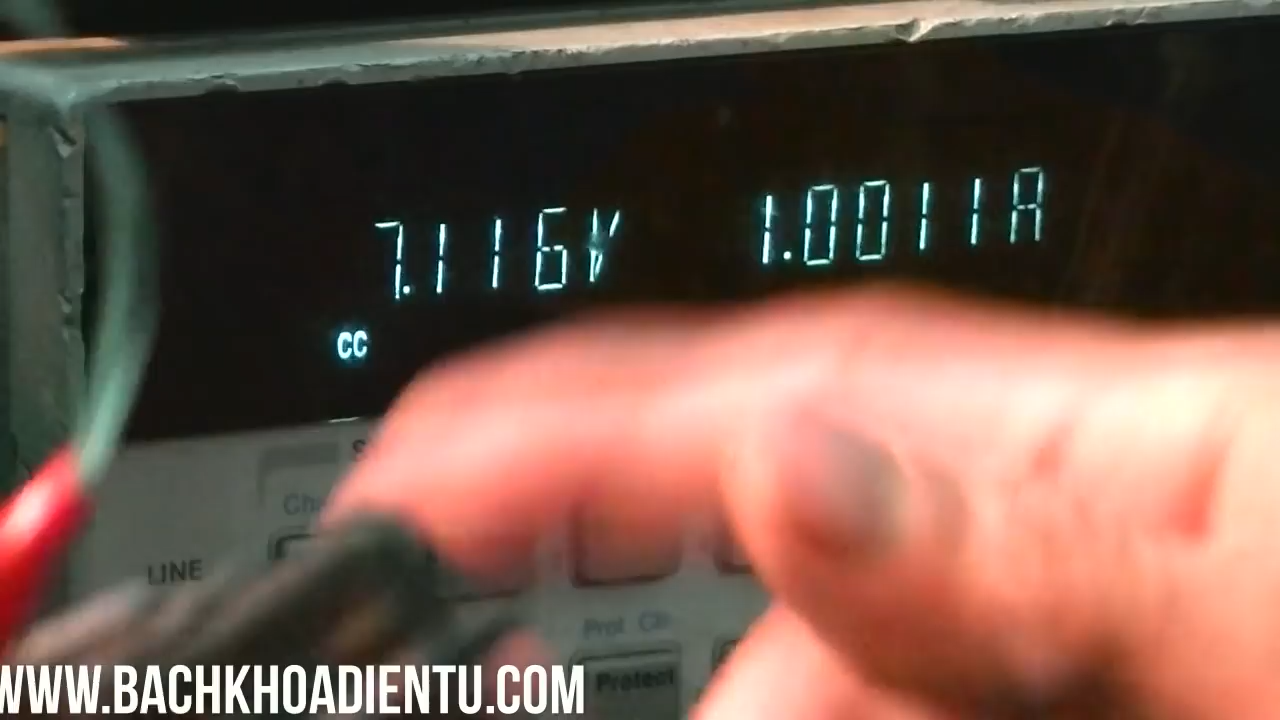 7.116V 1.0011A
CC
LINE
Prot Clr
Protect
WWW.BACHKHOADIENTU.COM